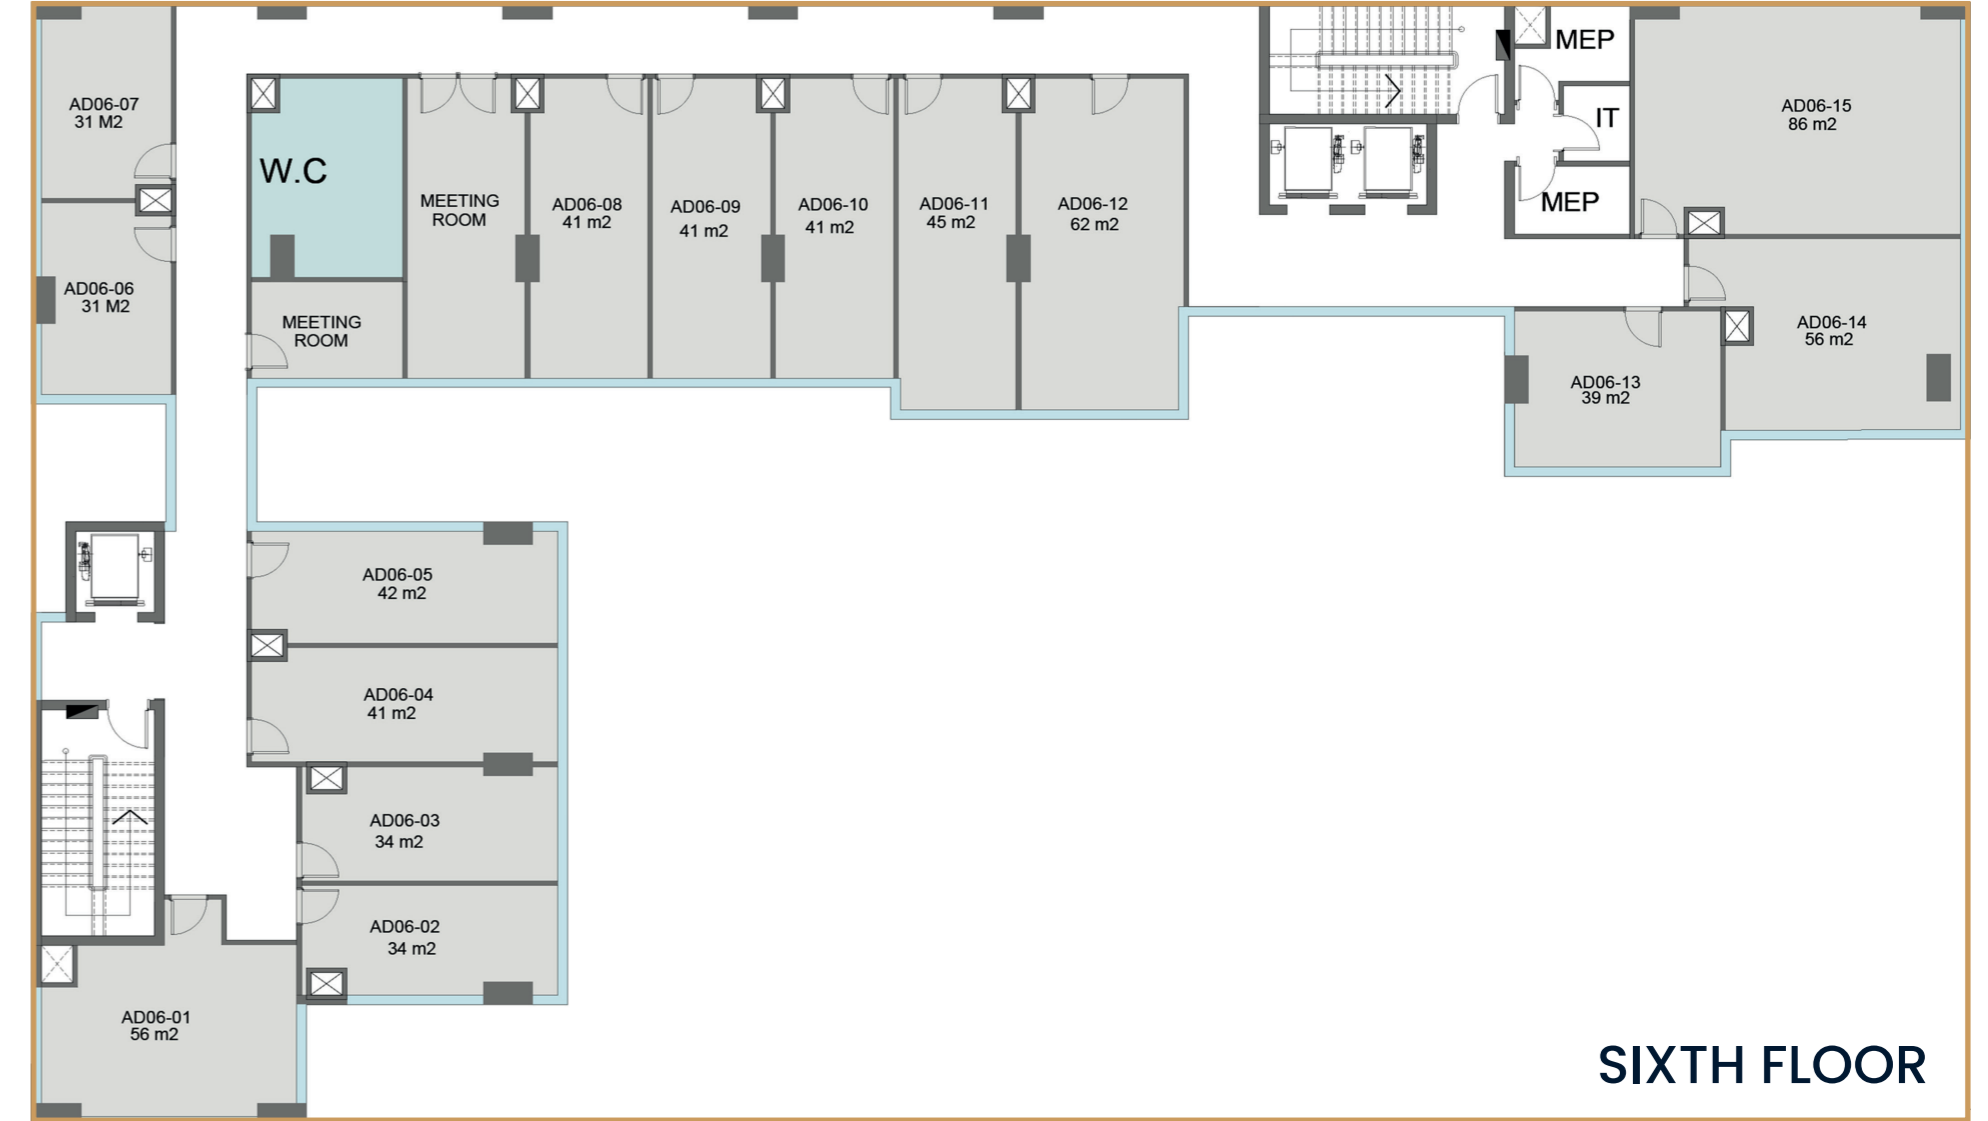 MEP
AD06-07
31 M2
AD06-15
86 m2
IT
W.C
MEETING
ROOM
AD06-08
41 m2
AD06-09
41 m2
AD06-10
41 m2
AD06-11
45 m2
AD06-12
62 m2
MEP
AD06-06
31 M2
MEETING
ROOM
AD06-14
56 m2
AD06-13
39 m2
AD06-05
42 m2
AD06-04
41 m2
AD06-03
34 m2
AD06-02
34 m2
AD06-01
56 m2
SIXTH FLOOR